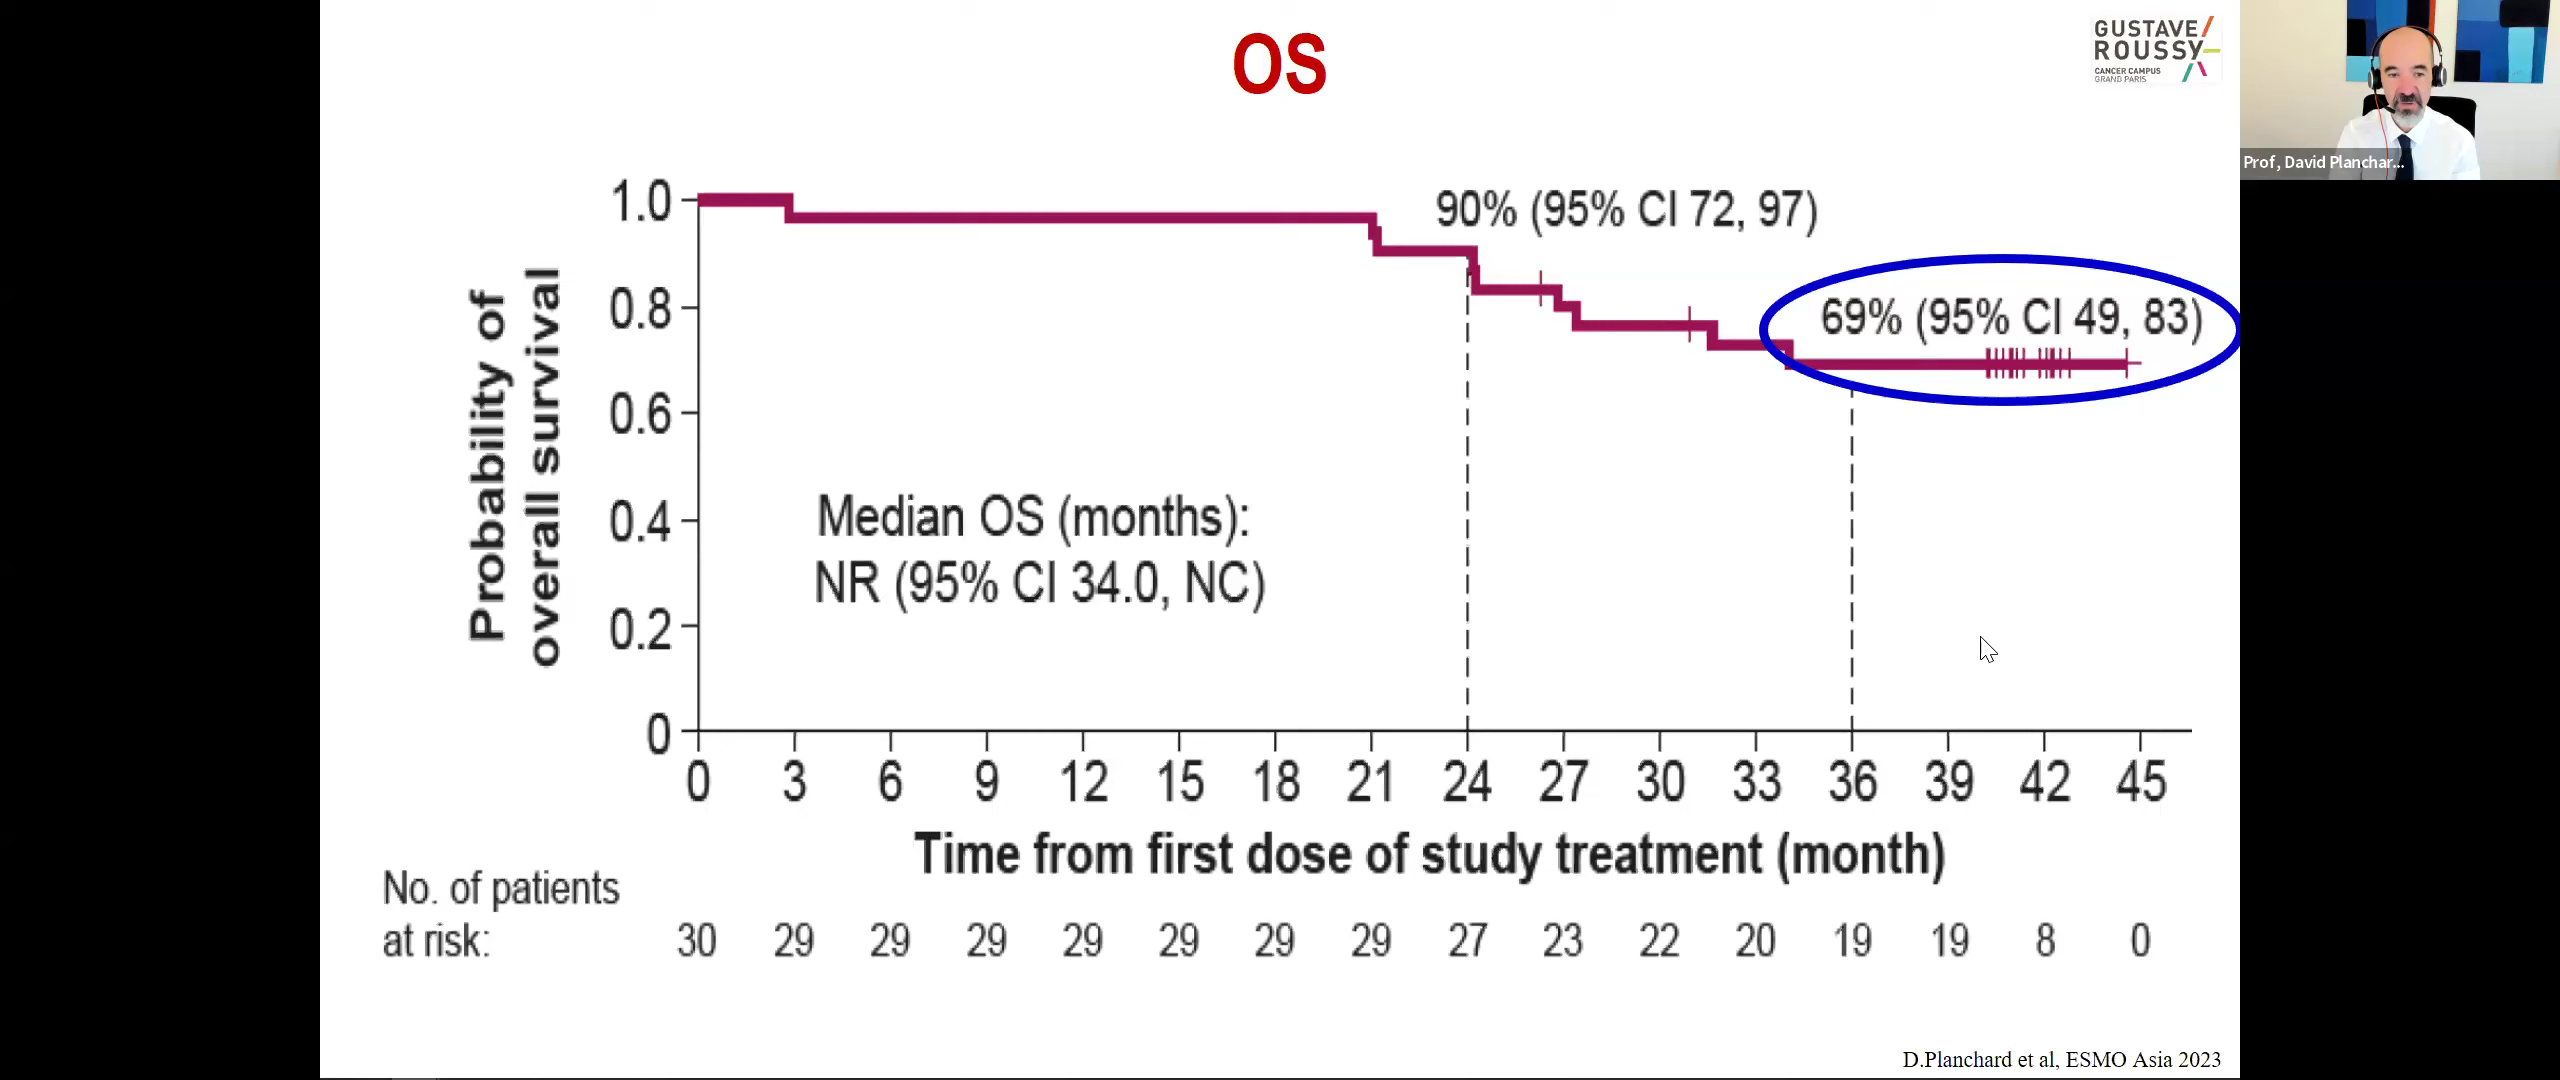 OS
GUSTAVE/
ROUSSY
CANCER CAMPUS
GRAND PARIS
Prof, David Planchar...
Probability of
overall survival
1.0
0.8
0.6
0.4
0.2
0
90% (95% CI 72, 97)
69% (95% CI 49, 83)
Median OS (months):
NR (95% CI 34.0, NC)
0 3 6 9 12 15 18 21 24 27 30 33 36 39 42 45
Time from first dose of study treatment (month)
No. of patients
at risk: 30 29 29 29 29 29 29 29 27 23 22 20 19 19 8 0
D.Planchard et al, ESMO Asia 2023